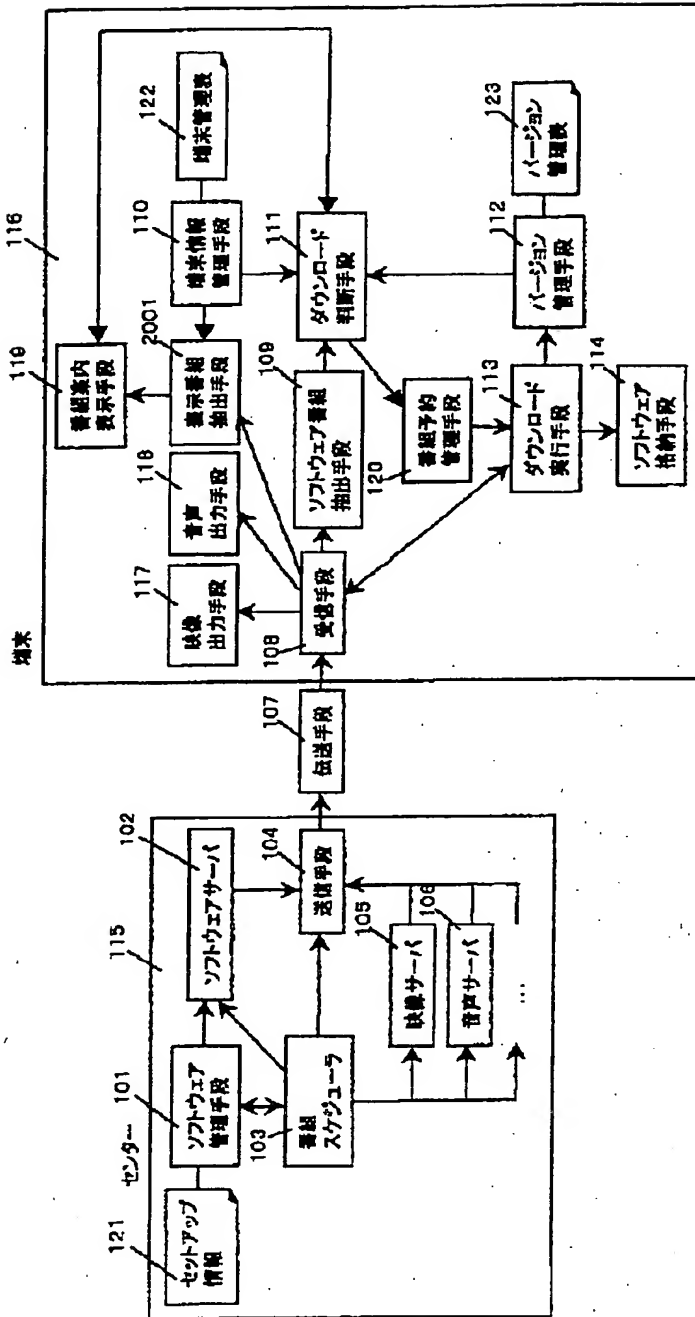 センター
115
121
セットアップ
情報
101
ソフトウェア
管理手段
102
ソフトウェアサーバ
103
番組
スケジューラ
104
送信手段
105
映像サーバ
106
音声サーバ
...
107
伝送手段
端末
116
108
受信手段
117
映像
出力手段
118
音声
出力手段
119
番組案内
表示手段
2001
表示番組
抽出手段
110
端末情報
管理手段
122
端末管理表
109
ソフトウェア番組
抽出手段
111
ダウンロード
判断手段
120
番組予約
管理手段
113
ダウンロード
実行手段
112
バージョン
管理手段
123
バージョン
管理表
114
ソフトウェア
格納手段